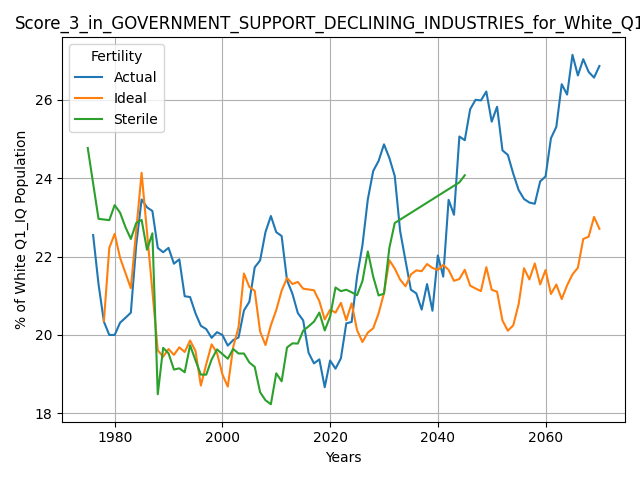 Score_3_in_GOVERNMENT_SUPPORT_DECLINING_INDUSTRIES_for_White_Q1
Fertility
Actual
Ideal
Sterile
% of White Q1_IQ Population
26
24
22
20
18
1980
2000
2020
2040
2060
Years